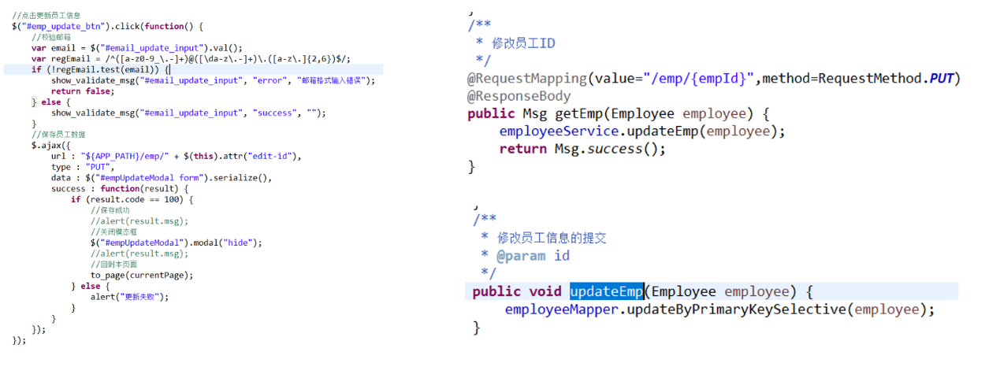 //点击更新员工信息
$("#emp_update_btn").click(function() {
//校验邮箱
var email = $("#email_update_input").val();
var regEmail = /^([a-z0-9_\.-]+)@([\da-z\.-]+)\.([a-z\.]{2,6})$/;
if (!regEmail.test(email)) {
show_validate_msg("#email_update_input", "error", "邮箱格式输入错误");
return false;
} else {
show_validate_msg("#email_update_input", "success", "");
}
//保存员工数据
$.ajax({
url : "${APP_PATH}/emp/" + $(this).attr("edit-id"),
type : "PUT",
data : $("#empUpdateModal form").serialize(),
success : function(result) {
if (result.code == 100) {
//保存成功
//alert(result.msg);
//关闭模态框
$("#empUpdateModal").modal("hide");
//alert(result.msg);
//回到本页面
to_page(currentPage);
} else {
alert("更新失败");
}
}
});
});
/**
* 修改员工ID
*/
@RequestMapping(value="/emp/{empId}",method=RequestMethod.PUT)
@ResponseBody
public Msg getEmp(Employee employee) {
employeeService.updateEmp(employee);
return Msg.success();
}
/**
* 修改员工信息的提交
* @param id
*/
public void updateEmp(Employee employee) {
employeeMapper.updateByPrimaryKeySelective(employee);
}